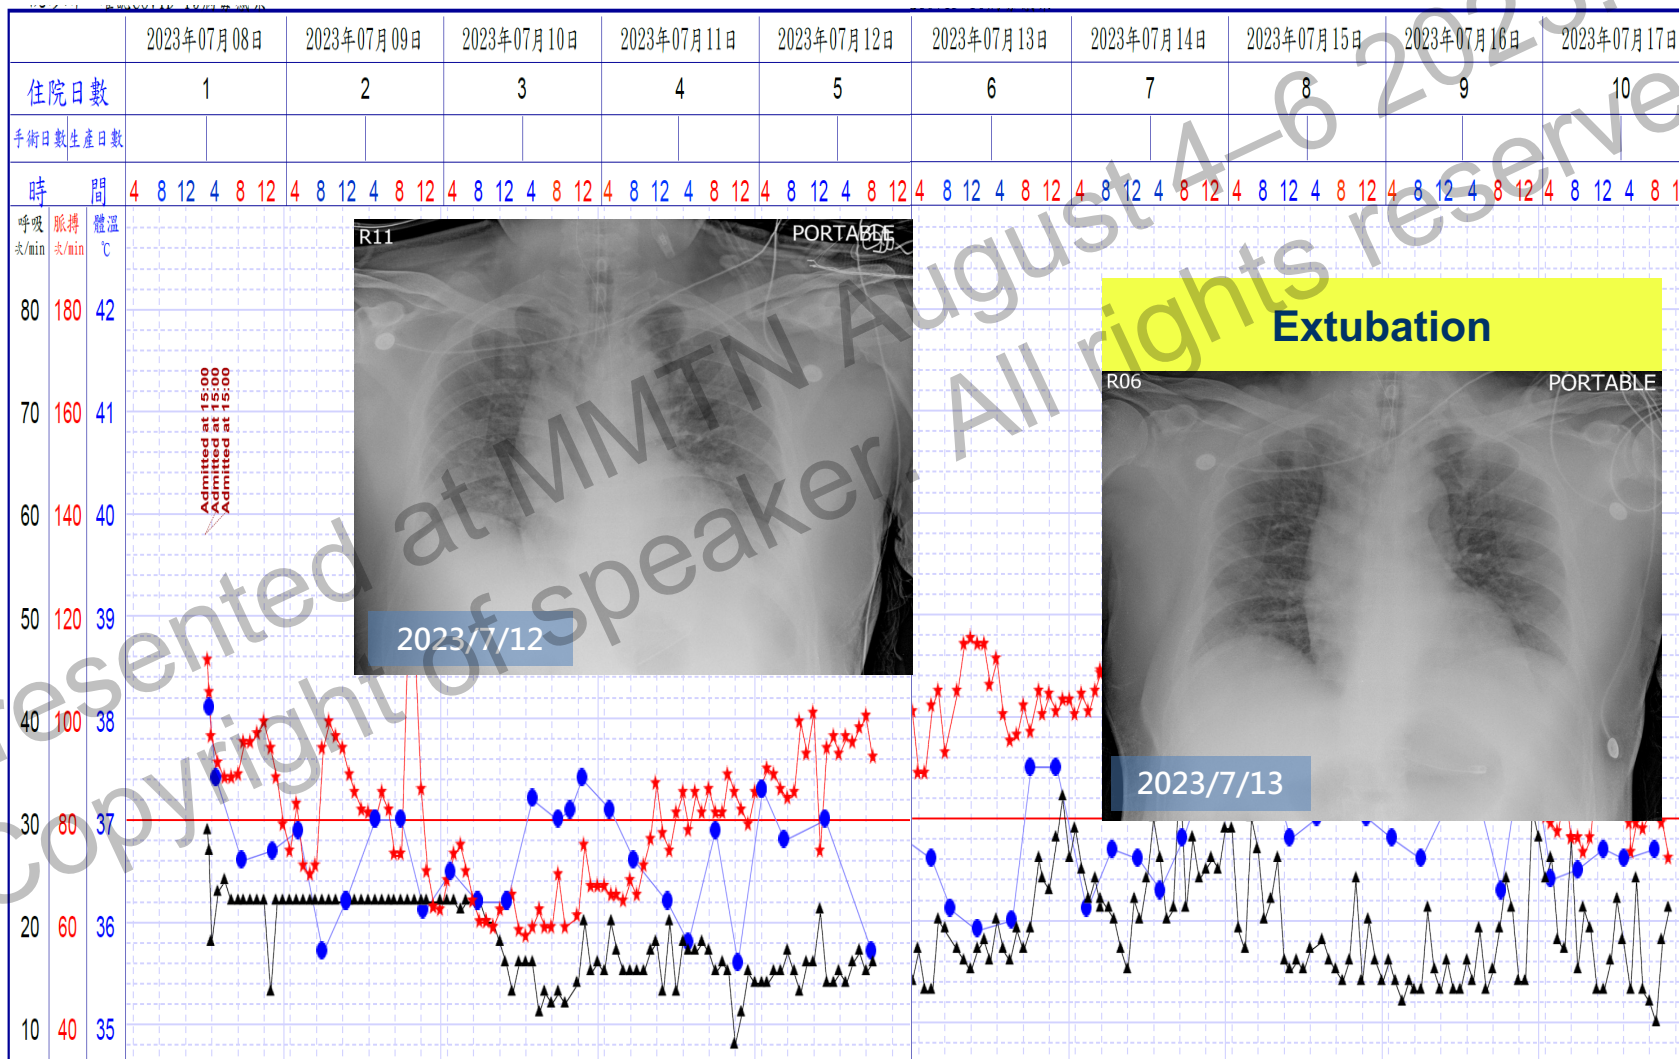 2023年07月08日 2023年07月09日 2023年07月10日 2023年07月11日 2023年07月12日 2023年07月13日 2023年07月14日 2023年07月15日 2023年07月16日 2023年07月17日
住院日數 1 2 3 4 5 6 7 8 9 10
手術日數 生產日數
時 間 4 8 12 4 8 12 4 8 12 4 8 12 4 8 12 4 8 12 4 8 12 4 8 12 4 8 12 4 8 12 4 8 12 4 8 12 4 8 12 4 8 12 4 8 12 4 8 12 4 8 12 4 8 12 4 8 12 4 8
呼吸 脈搏 體溫
次/min 次/min ℃
80 180 42
70 160 41
60 140 40
50 120 39
40 100 38
30 80 37
20 60 36
10 40 35
Admitted at 15:00
Admitted at 15:00
Admitted at 15:00
R11 PORTABLE
2023/7/12
Extubation
R06 PORTABLE
2023/7/13
resented at MMTN August 4–6 2023.
Copyright of speaker. All rights reserve